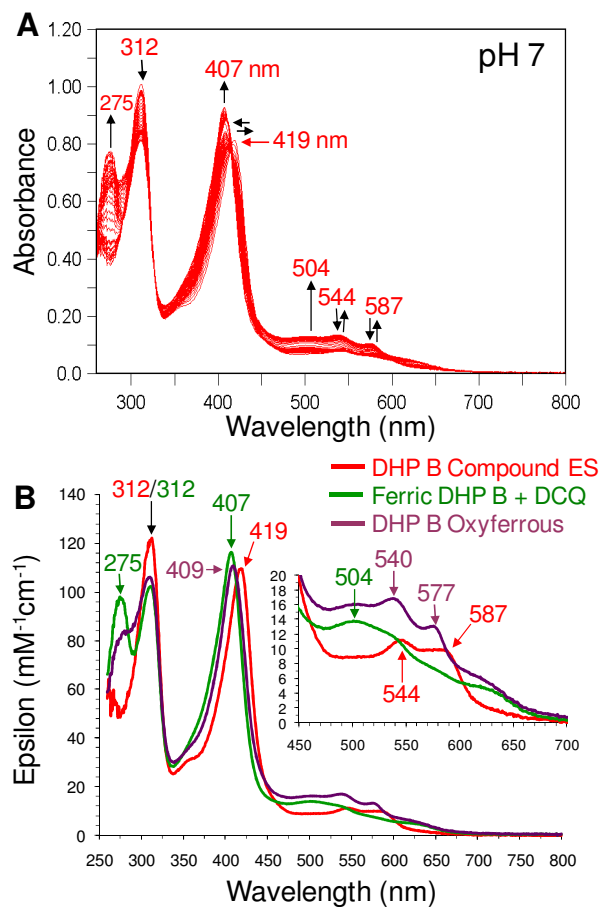 A
pH 7
312
275
407 nm
419 nm
504
544
587
1.20
1.00
0.80
0.60
0.40
0.20
0.0
Absorbance
300 400 500 600 700 800
Wavelength (nm)
DHP B Compound ES
Ferric DHP B + DCQ
DHP B Oxyferrous
B
312/312
407
419
275
409
140
120
100
80
60
40
20
0
Epsilon (mM-1cm-1)
250 300 350 400 450 500 550 600 650 700 750 800
Wavelength (nm)
540
504
577
587
544
20
18
16
14
12
10
8
6
4
2
0
450 500 550 600 650 700